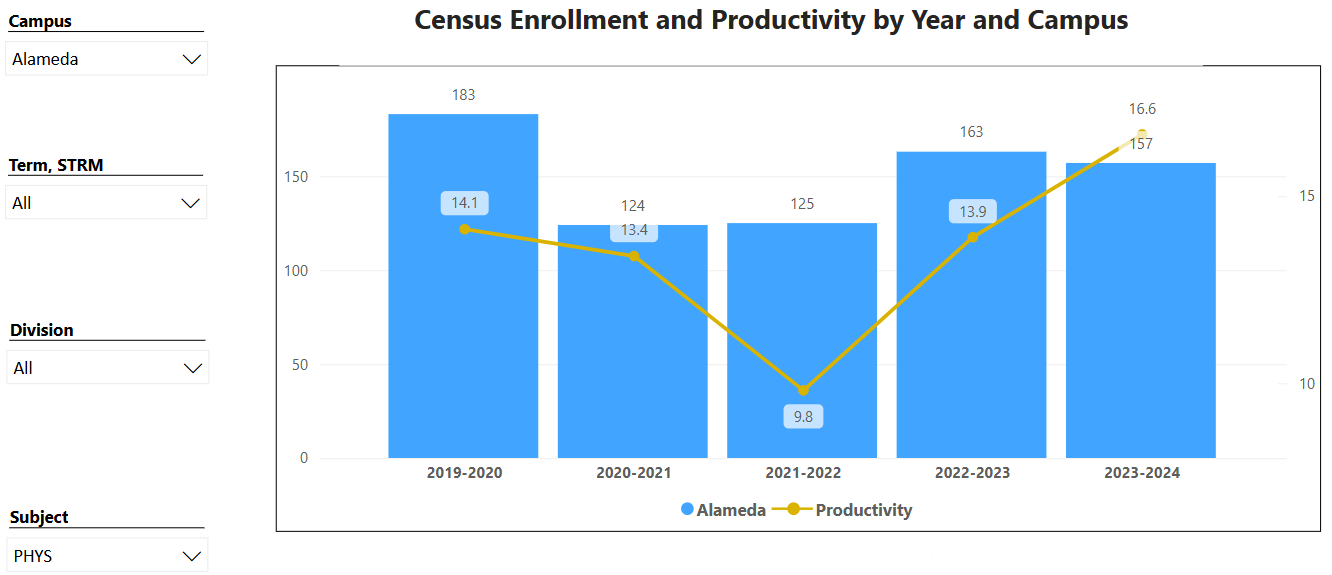 Census Enrollment and Productivity by Year and Campus
Campus
Alameda
Term, STRM
All
Division
All
Subject
PHYS
183
124
125
163
157
14.1
13.4
9.8
13.9
16.6
150
100
50
0
15
10
2019-2020
2020-2021
2021-2022
2022-2023
2023-2024
Alameda
Productivity